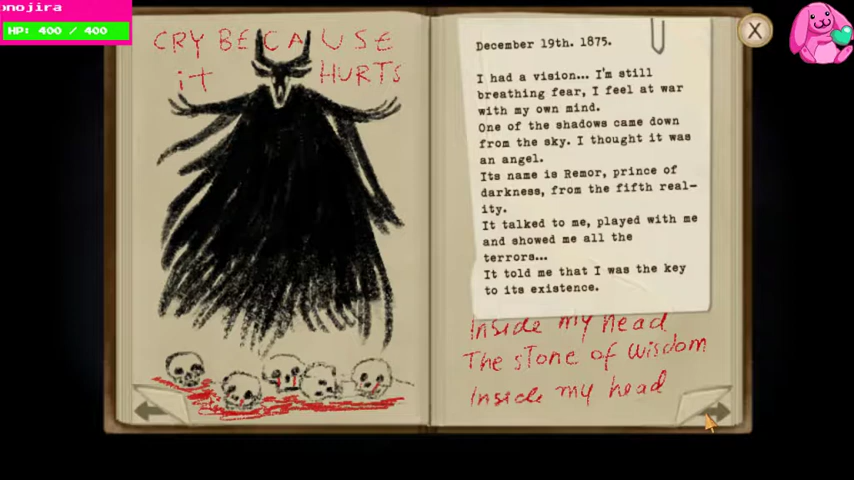 onojira
HP: 400 / 400
CRY BECAUSE
it HURTS
X
December 19th. 1875.
I had a vision... I'm still
breathing fear, I feel at war
with my own mind.
One of the shadows came down
from the sky. I thought it was
an angel.
Its name is Remor, prince of
darkness, from the fifth real-
ity.
It talked to me, played with me
and showed me all the
terrors...
It told me that I was the key
to its existence.
Inside my head
The stone of wisdom
Inside my head